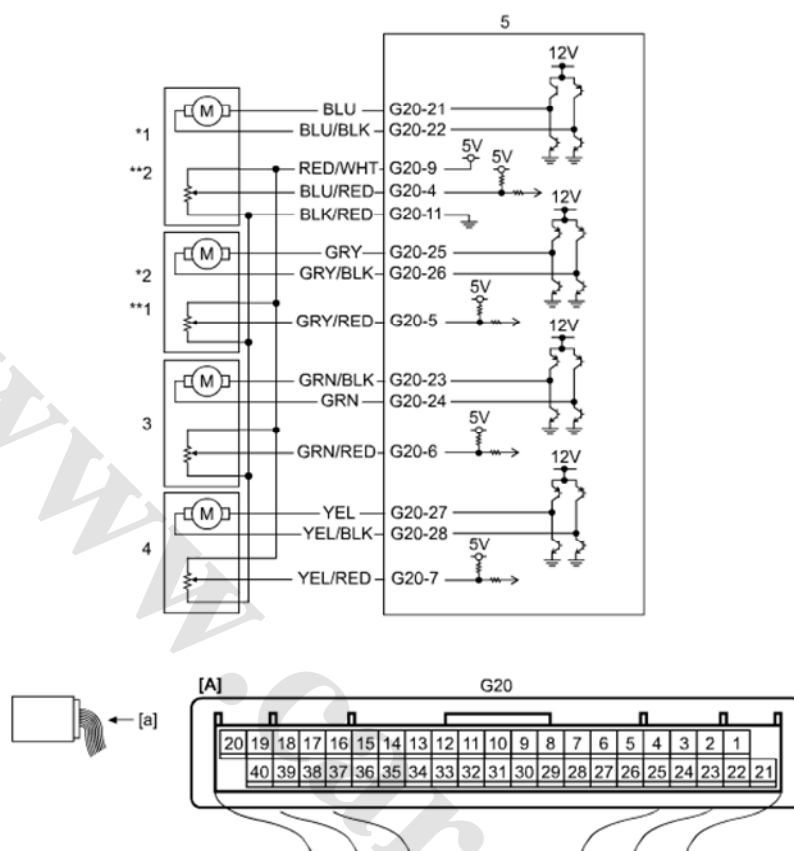 5
12V
BLU G20-21
*1 BLU/BLK G20-22
5V
**2 RED/WHT G20-9 5V
BLU/RED G20-4
12V
BLK/RED G20-11
M
GRY G20-25
*2 GRY/BLK G20-26
5V
**1
GRY/RED G20-5
12V
M
GRN/BLK G20-23
GRN G20-24
3 5V
GRN/RED G20-6
12V
M
YEL G20-27
YEL/BLK G20-28
4 5V
YEL/RED G20-7
M
[A] G20
[a]
20 19 18 17 16 15 14 13 12 11 10 9 8 7 6 5 4 3 2 1
40 39 38 37 36 35 34 33 32 31 30 29 28 27 26 25 24 23 22 21
www.car